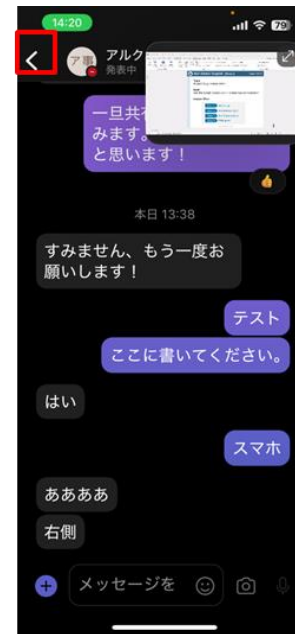 14:20
79
ア事
アルク
発表中
一旦共有
みます。
と思います！
本日 13:38
すみません、もう一度お
願いします！
テスト
ここに書いてください。
はい
スマホ
ああああ
右側
メッセージを